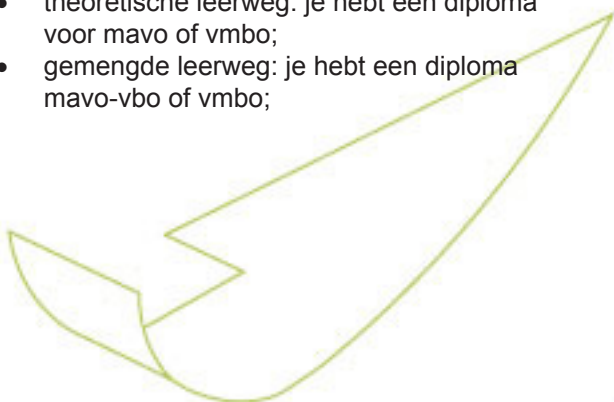 • theoretische leerweg: je hebt een diploma
voor mavo of vmbo;
• gemengde leerweg: je hebt een diploma
mavo-vbo of vmbo;